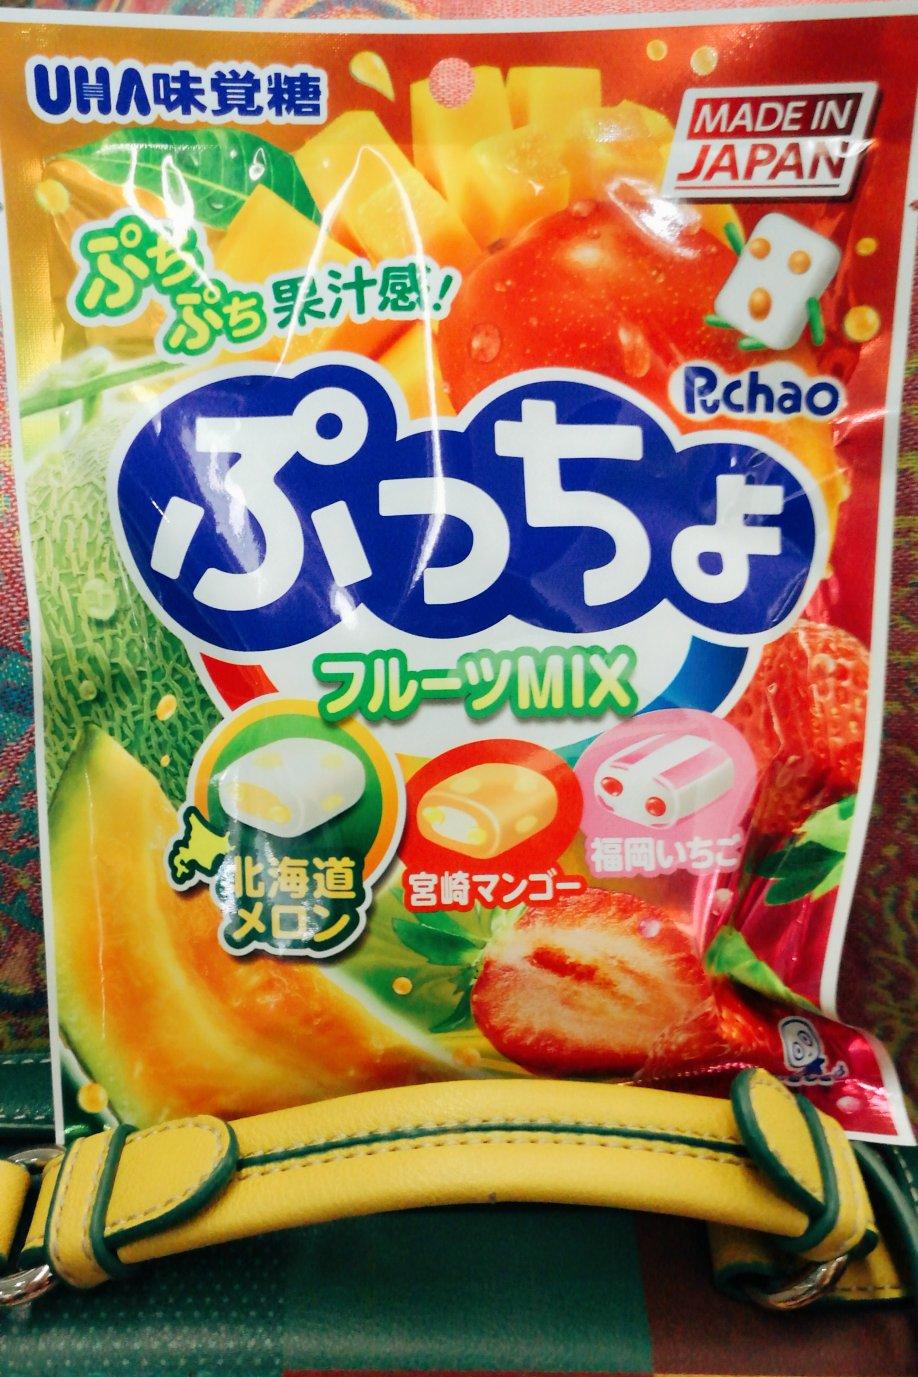 UHA味覚糖
MADE IN
JAPAN
ぷちぷち果汁感!
Puchao
ぷっちょ
フルーツMIX
北海道
メロン
宮崎マンゴー
福岡いちご